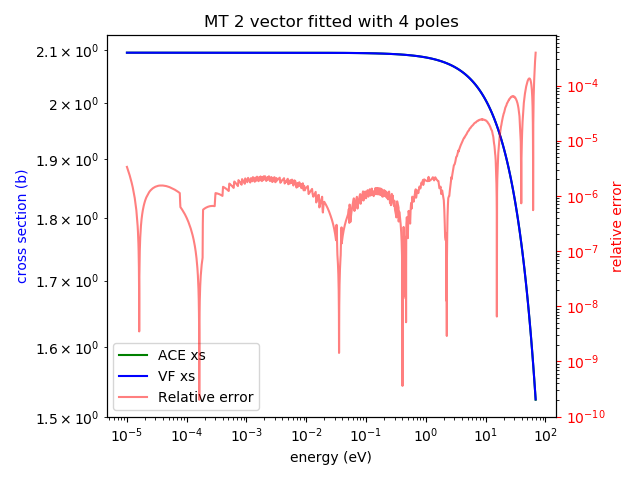 MT 2 vector fitted with 4 poles
cross section (b)
2.1 × 10⁰
2 × 10⁰
1.9 × 10⁰
1.8 × 10⁰
1.7 × 10⁰
1.6 × 10⁰
1.5 × 10⁰
ACE xs
VF xs
Relative error
10⁻⁵
10⁻⁴
10⁻³
10⁻²
10⁻¹
10⁰
10¹
10²
energy (eV)
10⁻⁴
10⁻⁵
10⁻⁶
10⁻⁷
10⁻⁸
10⁻⁹
10⁻¹⁰
relative error